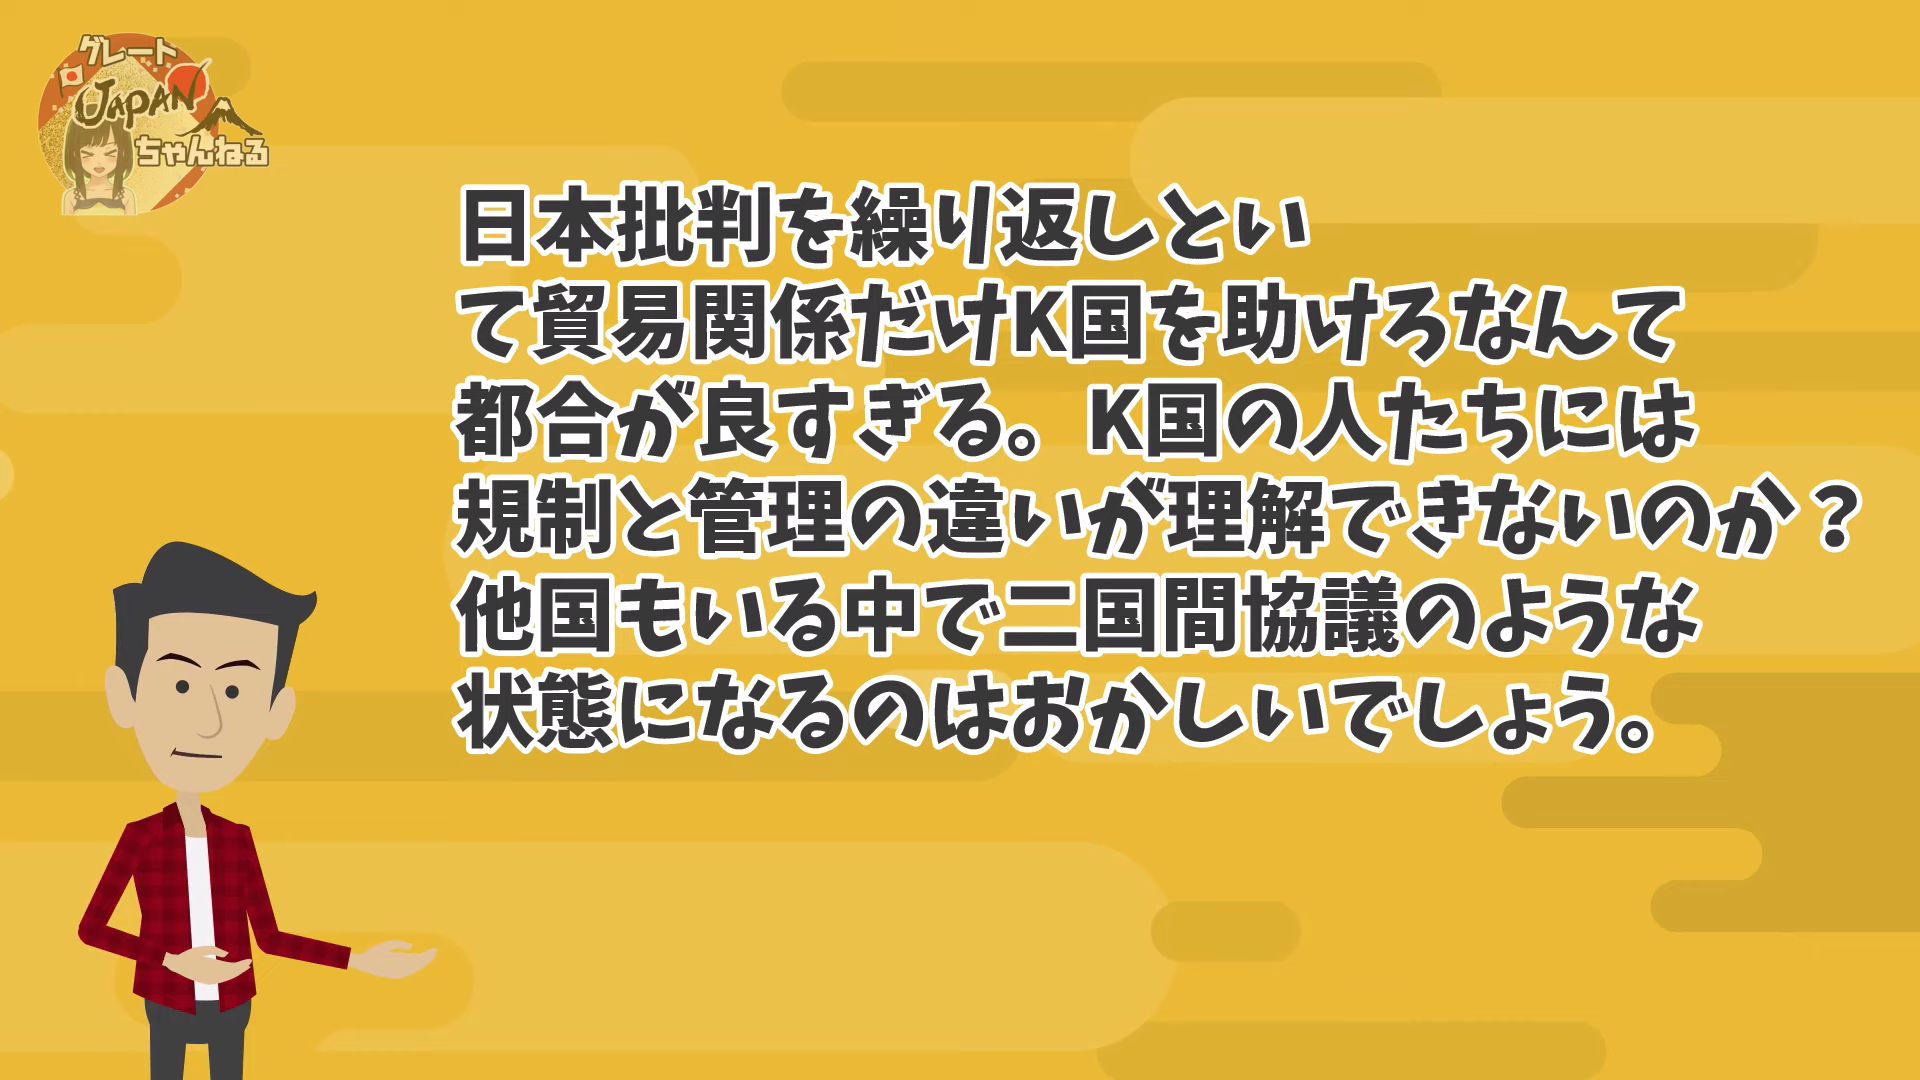 グレート
JAPAN
ちゃんねる
日本批判を繰り返しとい
て貿易関係だけK国を助けろなんて
都合が良すぎる。K国の人たちには
規制と管理の違いが理解できないのか？
他国もいる中で二国間協議のような
状態になるのはおかしいでしょう。